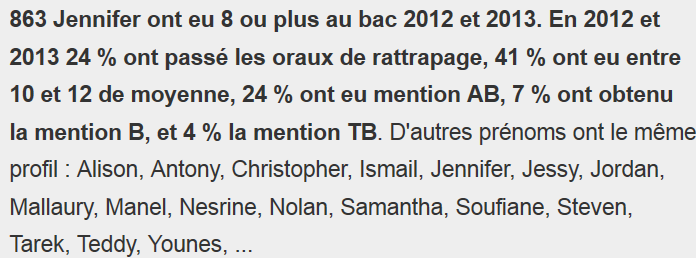 863 Jennifer ont eu 8 ou plus au bac 2012 et 2013. En 2012 et
2013 24 % ont passé les oraux de rattrapage, 41 % ont eu entre
10 et 12 de moyenne, 24 % ont eu mention AB, 7 % ont obtenu
la mention B, et 4 % la mention TB. D'autres prénoms ont le même
profil : Alison, Antony, Christopher, Ismail, Jennifer, Jessy, Jordan,
Mallaury, Manel, Nesrine, Nolan, Samantha, Soufiane, Steven,
Tarek, Teddy, Younes, ...